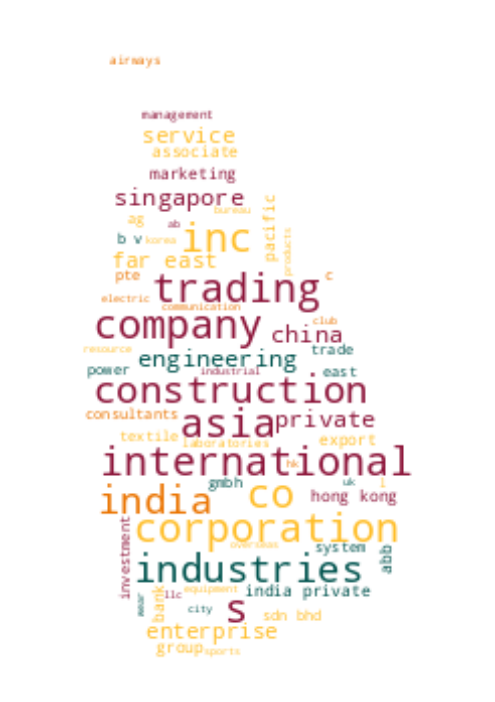 airways
management
service
associate
marketing
singapore
bureau
pacific
ag
ab
inc
products
b v
korea
far east
pte
c
trading
electric
communication
company
club
china
resource
engineering
trade
power
industrial
east
construction
consultants
asia
private
textile
laboratories
export
international
hk
gmbh
uk
l
india
co
hong kong
corporation
investment
overseas
system
abb
industries
bank
equipment
india private
wear
llc
city
s
sdn bhd
enterprise
group
sports